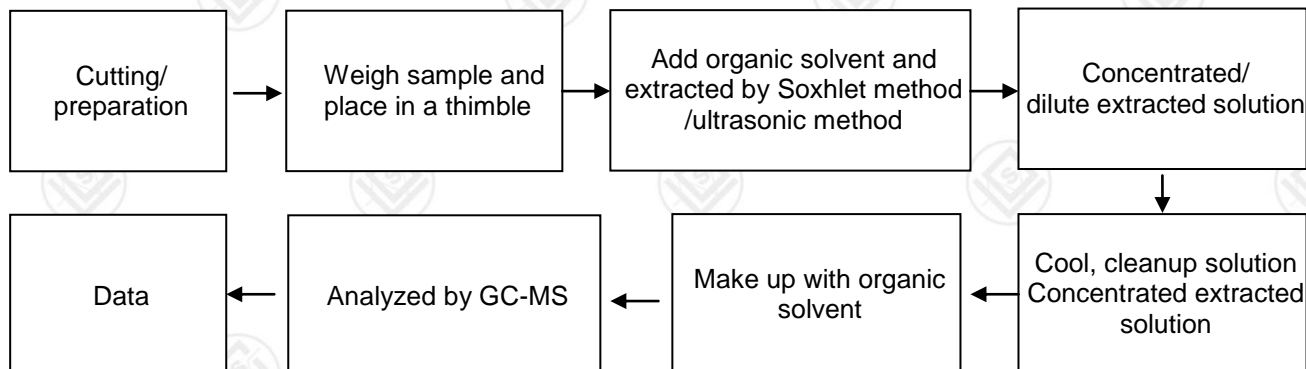 Cutting/
preparation
Weigh sample and
place in a thimble
Add organic solvent and
extracted by Soxhlet method
/ultrasonic method
Concentrated/
dilute extracted solution
Cool, cleanup solution
Concentrated extracted
solution
Make up with organic
solvent
Analyzed by GC-MS
Data